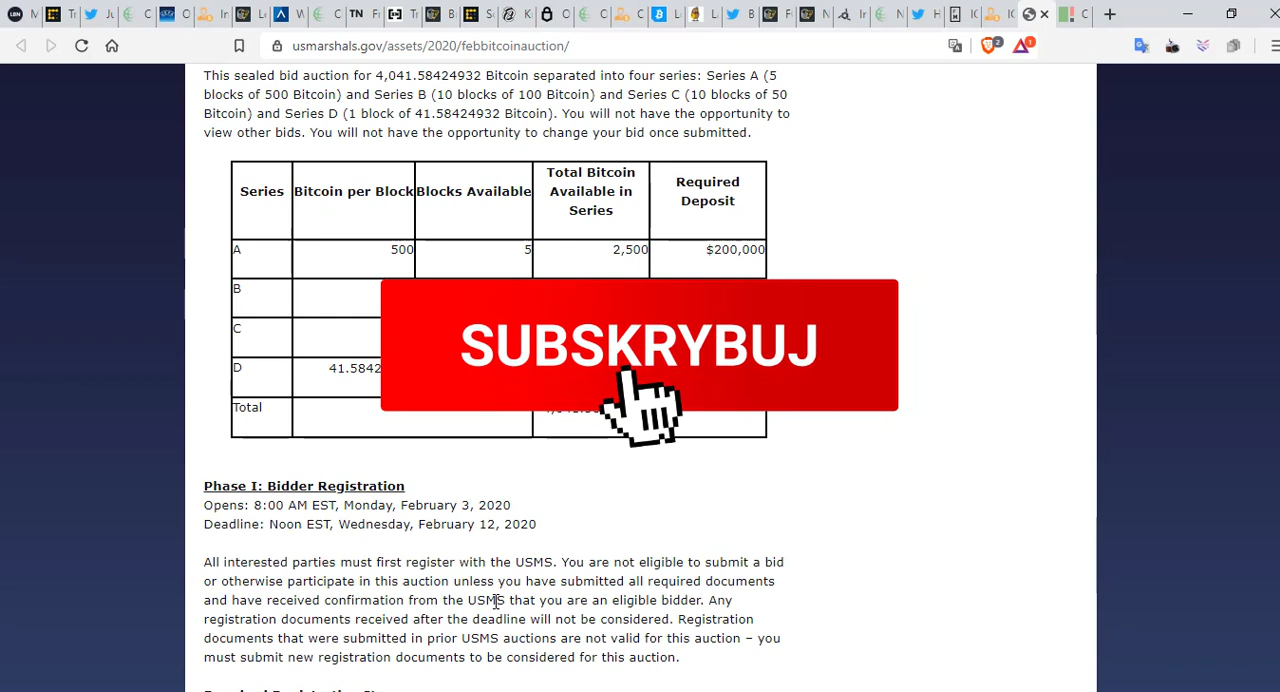 usmarshals.gov/assets/2020/febbitcoinauction/
This sealed bid auction for 4,041.58424932 Bitcoin separated into four series: Series A (5
blocks of 500 Bitcoin) and Series B (10 blocks of 100 Bitcoin) and Series C (10 blocks of 50
Bitcoin) and Series D (1 block of 41.58424932 Bitcoin). You will not have the opportunity to
view other bids. You will not have the opportunity to change your bid once submitted.
Series Bitcoin per Block Blocks Available Total Bitcoin Available in Series Required Deposit
A 500 5 2,500 $200,000
B
C
D 41.5842
Total
SUBSKRYBUJ
Phase I: Bidder Registration
Opens: 8:00 AM EST, Monday, February 3, 2020
Deadline: Noon EST, Wednesday, February 12, 2020
All interested parties must first register with the USMS. You are not eligible to submit a bid
or otherwise participate in this auction unless you have submitted all required documents
and have received confirmation from the USMS that you are an eligible bidder. Any
registration documents received after the deadline will not be considered. Registration
documents that were submitted in prior USMS auctions are not valid for this auction – you
must submit new registration documents to be considered for this auction.